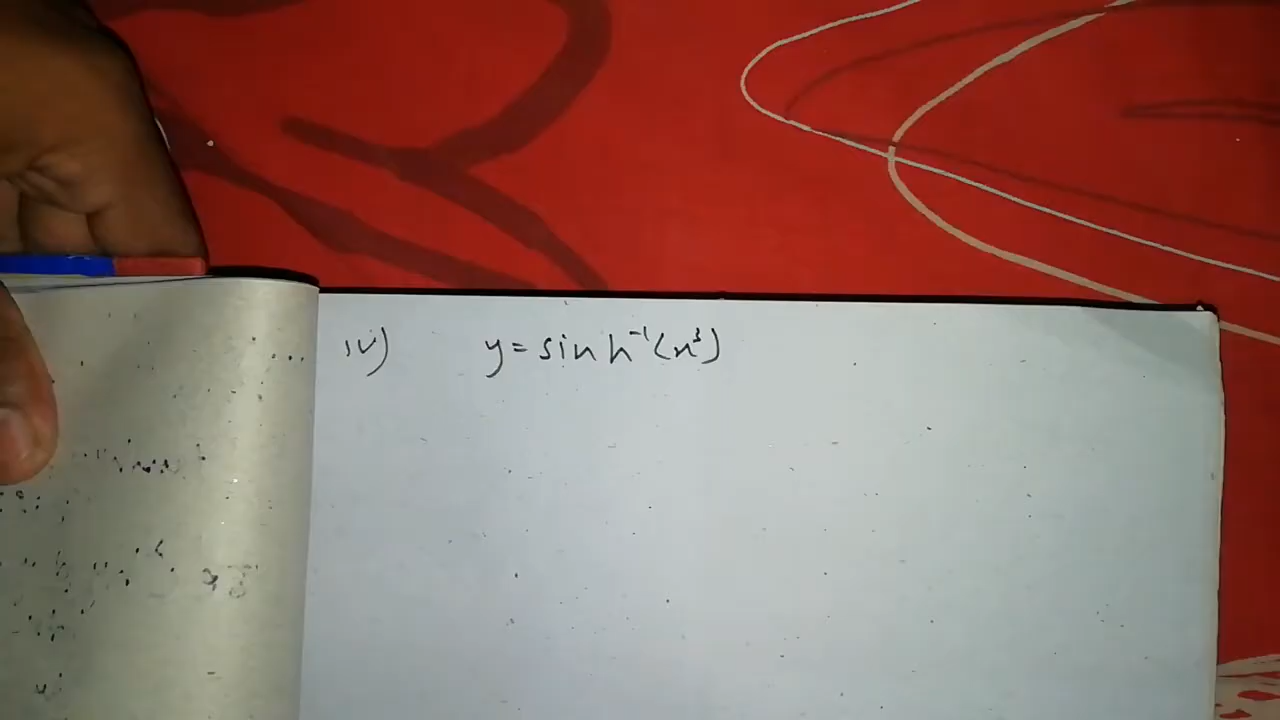 iv) y = sinh⁻¹(x³)